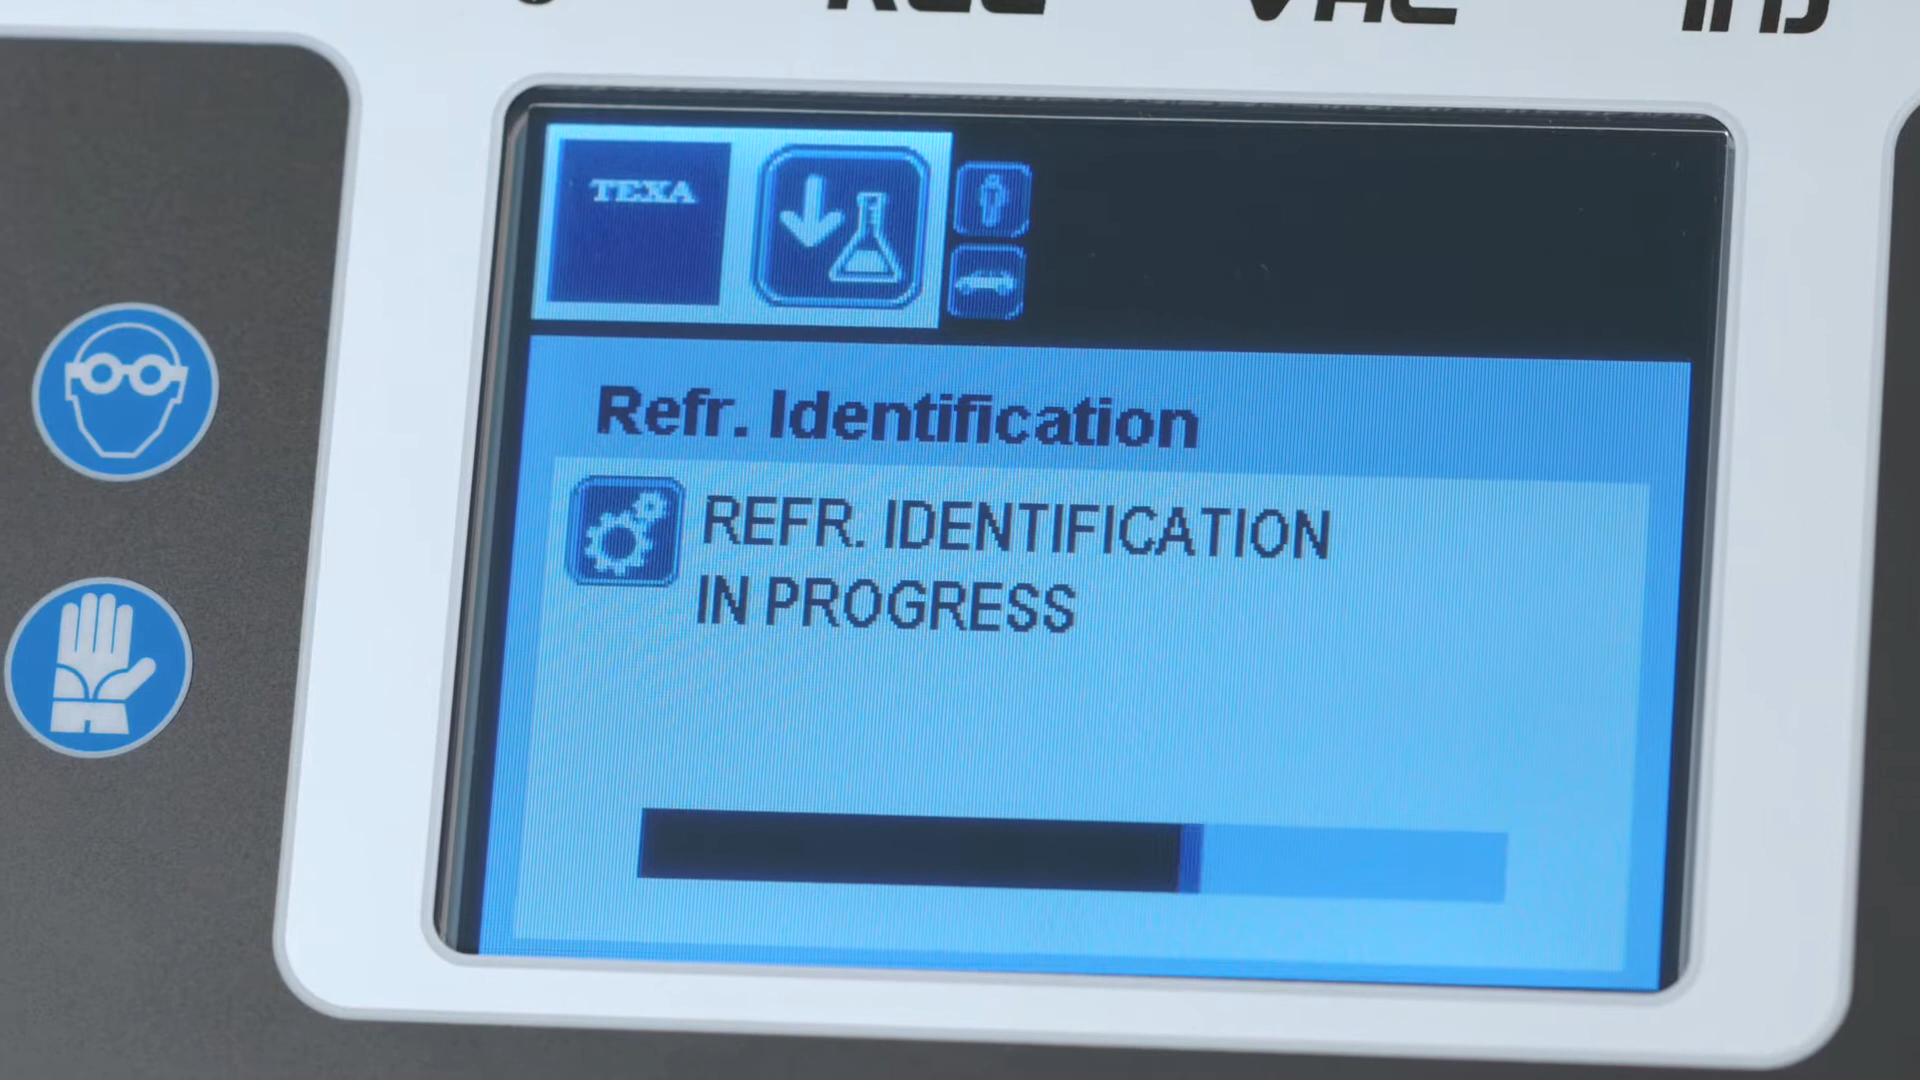 TEXA
Refr. Identification
REFR. IDENTIFICATION
IN PROGRESS